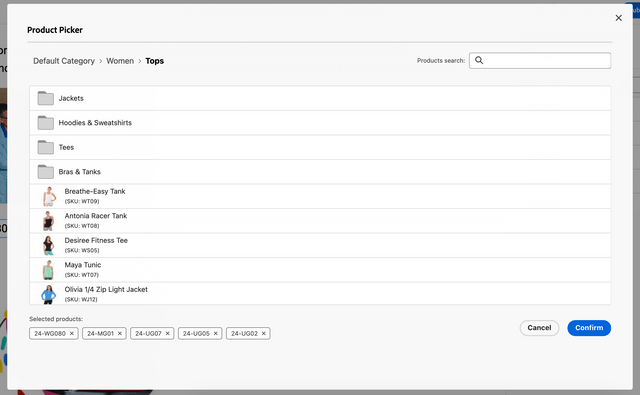 Product Picker
Default Category > Women > Tops
Products search:
Jackets
Hoodies & Sweatshirts
Tees
Bras & Tanks
Breathe-Easy Tank
(SKU: WT09)
Antonia Racer Tank
(SKU: WT08)
Desiree Fitness Tee
(SKU: WS05)
Maya Tunic
(SKU: WT07)
Olivia 1/4 Zip Light Jacket
(SKU: WJ12)
Selected products:
24-WG080 × 24-MG01 × 24-UG07 × 24-UG05 × 24-UG02 ×
Cancel Confirm